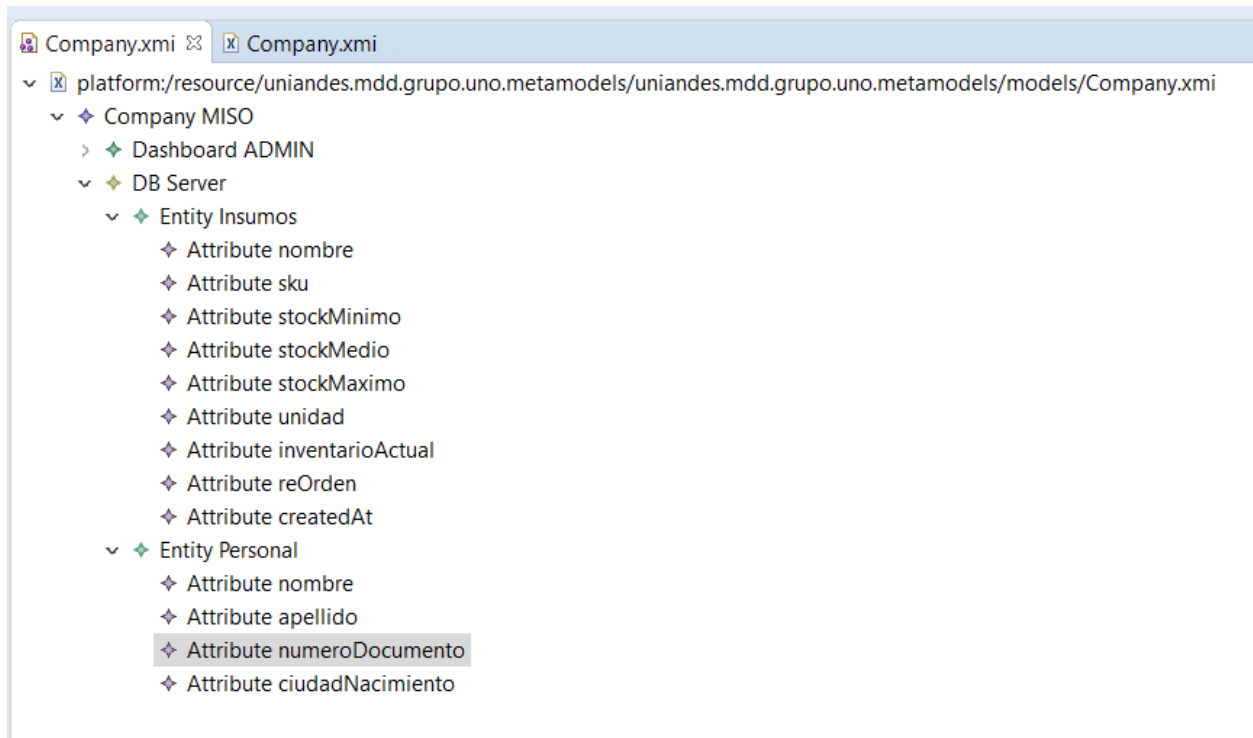 Company.xmi Company.xmi
platform:/resource/uniandes.mdd.grupo.uno.metamodels/uniandes.mdd.grupo.uno.metamodels/models/Company.xmi
Company MISO
Dashboard ADMIN
DB Server
Entity Insumos
Attribute nombre
Attribute sku
Attribute stockMinimo
Attribute stockMedio
Attribute stockMaximo
Attribute unidad
Attribute inventarioActual
Attribute reOrden
Attribute createdAt
Entity Personal
Attribute nombre
Attribute apellido
Attribute numeroDocumento
Attribute ciudadNacimiento